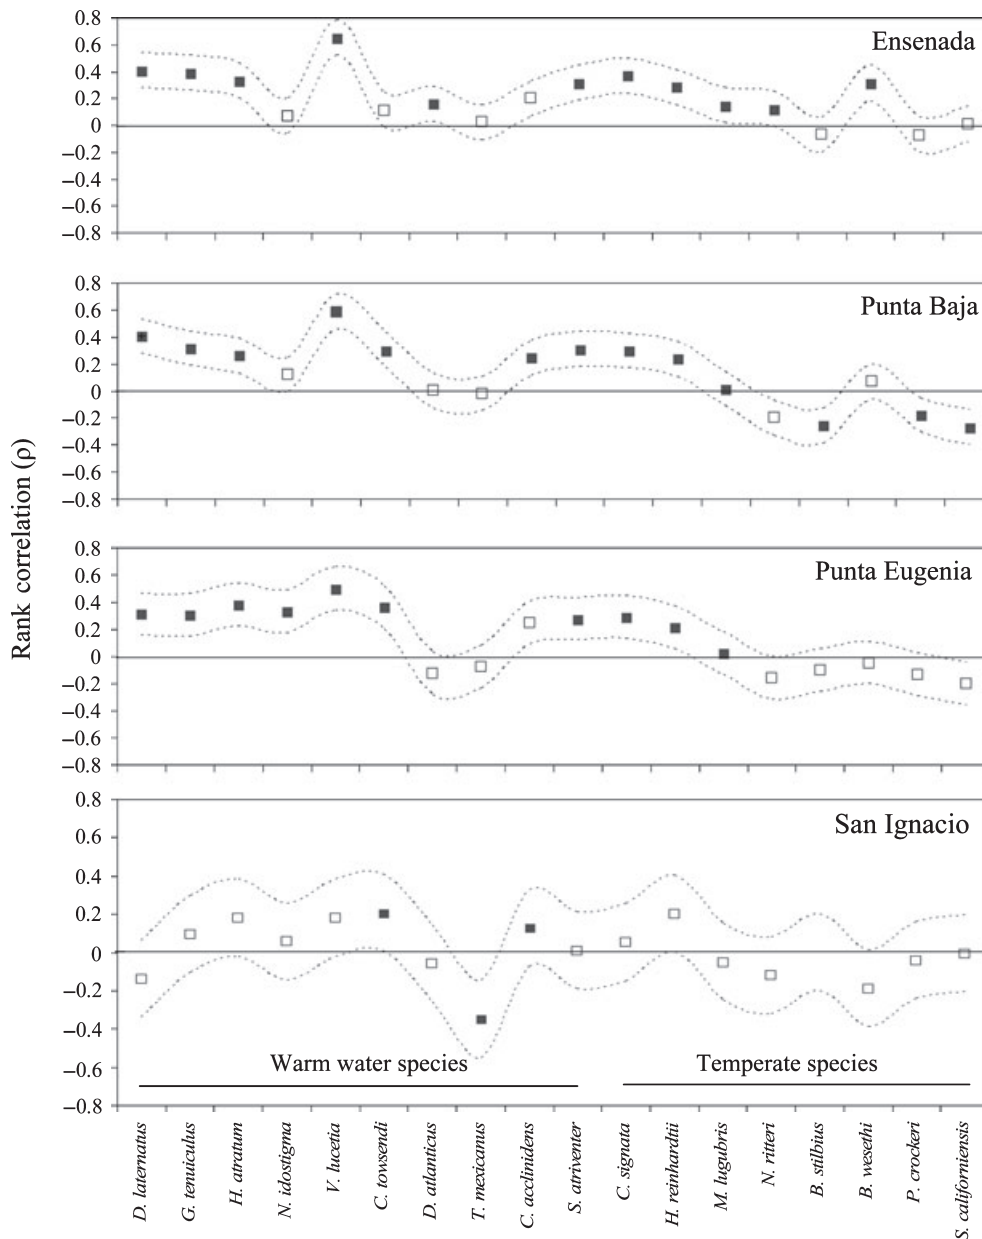 Rank correlation (ρ)
Ensenada
0.8
0.6
0.4
0.2
0
–0.2
–0.4
–0.6
–0.8
Punta Baja
0.8
0.6
0.4
0.2
0
–0.2
–0.4
–0.6
–0.8
Punta Eugenia
0.8
0.6
0.4
0.2
0
–0.2
–0.4
–0.6
–0.8
San Ignacio
0.8
0.6
0.4
0.2
0
–0.2
–0.4
–0.6
–0.8
Warm water species
Temperate species
D. laternatus
G. tenuiculus
H. atratum
N. idostigma
V. lucetia
C. towsendi
D. atlanticus
T. mexicanus
C. acclinidens
S. atriventer
C. signata
H. reinhardtii
M. lugubris
N. ritteri
B. stilbius
B. wesethi
P. crockeri
S. californiensis